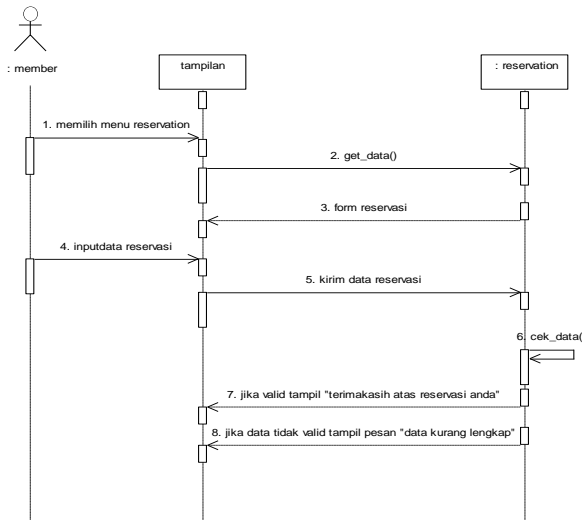 : member
tampilan
: reservation
1. memilih menu reservation
2. get_data()
3. form reservasi
4. inputdata reservasi
5. kirim data reservasi
6. cek_data(
7. jika valid tampil "terimakasih atas reservasi anda"
8. jika data tidak valid tampil pesan "data kurang lengkap"